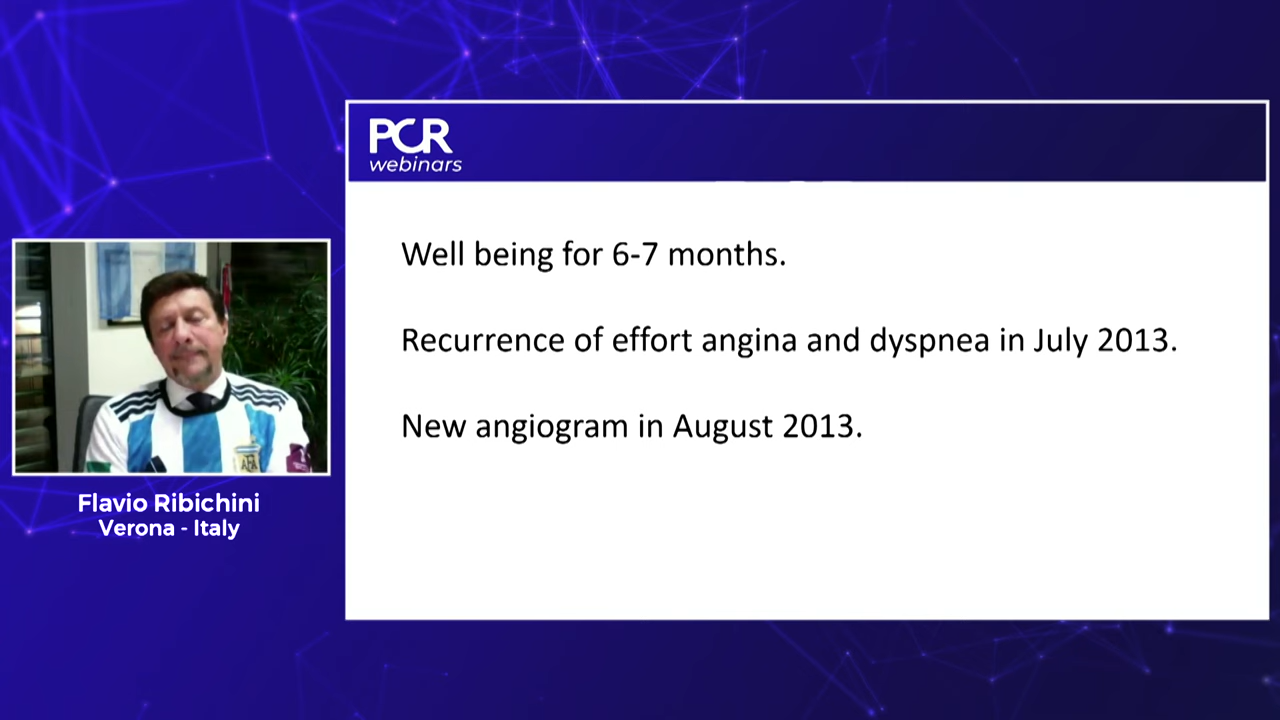 PCR
webinars
Well being for 6-7 months.
Recurrence of effort angina and dyspnea in July 2013.
New angiogram in August 2013.
AFA
Flavio Ribichini
Verona - Italy